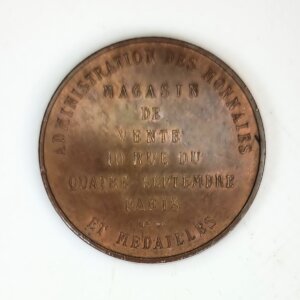 ADMINISTRATION DES MONNAIES
MAGASIN
DE
VENTE
10 RUE DU
QUATRE SEPTEMBRE
PARIS
ET MEDAILLES